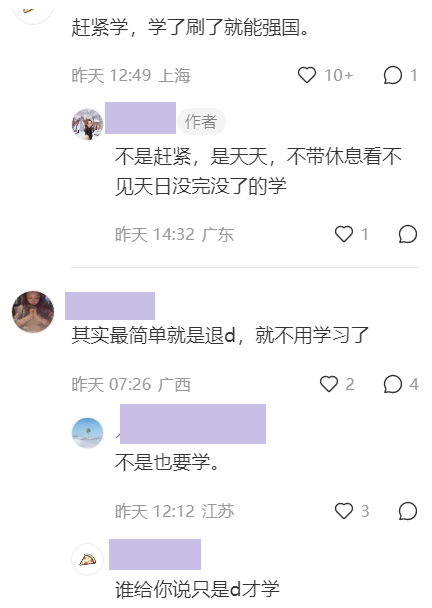 赶紧学，学了刷了就能强国。
昨天 12:49 上海 10+ 1
作者
不是赶紧，是天天，不带休息看不
见天日没完没了的学
昨天 14:32 广东 1
其实最简单就是退d，就不用学习了
昨天 07:26 广西 2 4
不是也要学。
昨天 12:12 江苏 3
谁给你说只是d才学